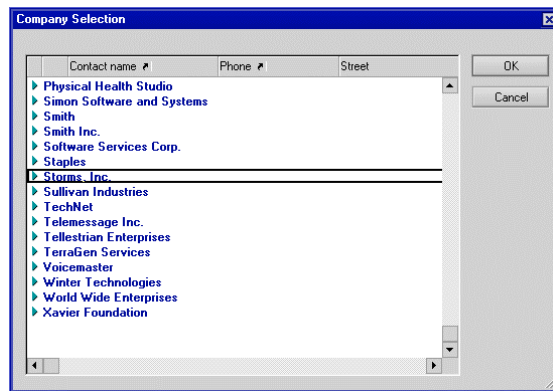 Company Selection
Contact name Phone Street
OK
Cancel
Physical Health Studio
Simon Software and Systems
Smith
Smith Inc.
Software Services Corp.
Staples
Storms, Inc.
Sullivan Industries
TechNet
Telemessage Inc.
Tellestrian Enterprises
TerraGen Services
Voicemaster
Winter Technologies
World Wide Enterprises
Xavier Foundation